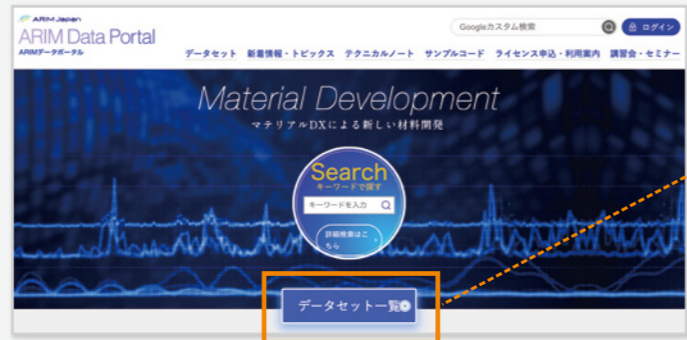 ARIM Japan
ARIM Data Portal
ARIMデータポータル
Googleカスタム検索
ログイン
データセット 新着情報・トピックス テクニカルノート サンプルコード ライセンス申込・利用案内 講習会・セミナー
Material Development
マテリアルDXによる新しい材料開発
Search
キーワードで探す
キーワードを入力
詳細検索はこ
ちら
データセット一覧